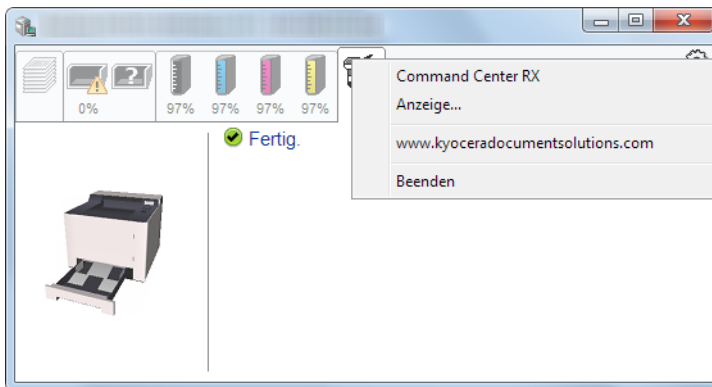 0%
97%
97%
97%
97%
Fertig.
Command Center RX
Anzeige...
www.kyoceradocumentsolutions.com
Beenden